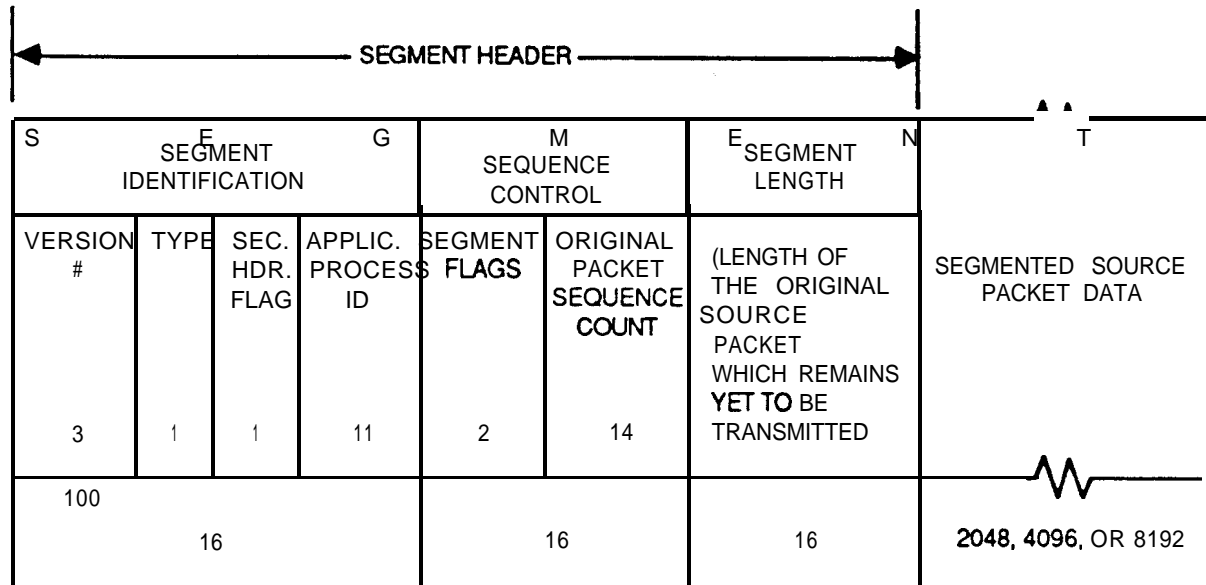 SEGMENT HEADER
S E G M E N T
SEGMENT
IDENTIFICATION
SEQUENCE
CONTROL
SEGMENT
LENGTH
VERSION
#
3
TYPE
1
SEC.
HDR.
FLAG
1
APPLIC.
PROCESS
ID
11
SEGMENT
FLAGS
2
ORIGINAL
PACKET
SEQUENCE
COUNT
14
(LENGTH OF
THE ORIGINAL
SOURCE
PACKET
WHICH REMAINS
YET TO BE
TRANSMITTED
SEGMENTED SOURCE
PACKET DATA
100
16
16
16
2048, 4096, OR 8192